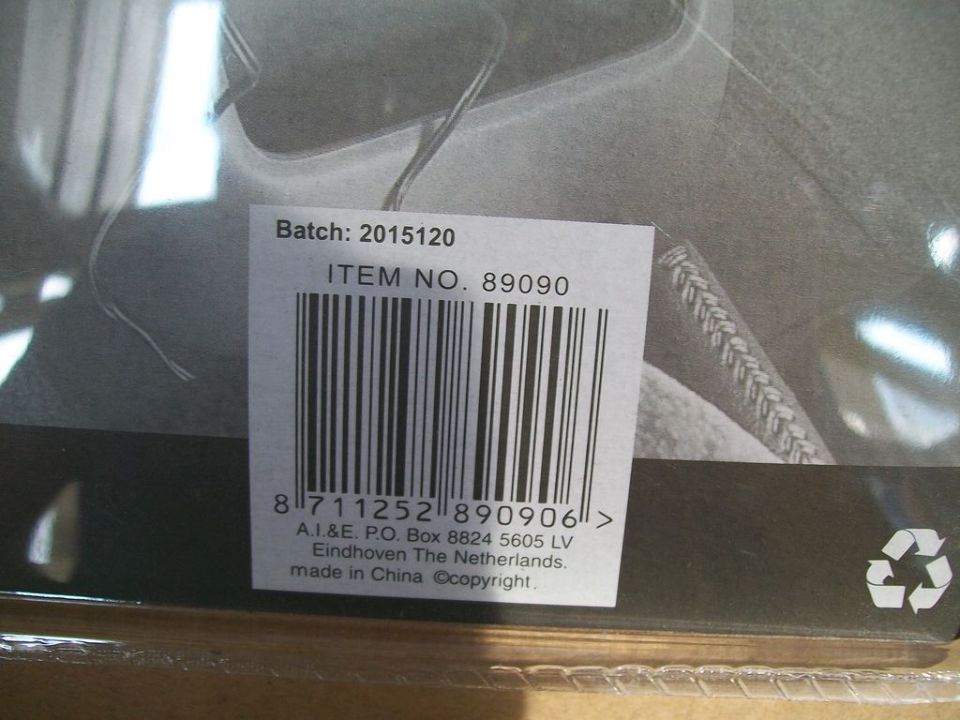 Batch: 2015120
ITEM NO. 89090
8 711252 890906 >
A.I.&E. P.O. Box 8824 5605 LV
Eindhoven The Netherlands.
made in China ©copyright.